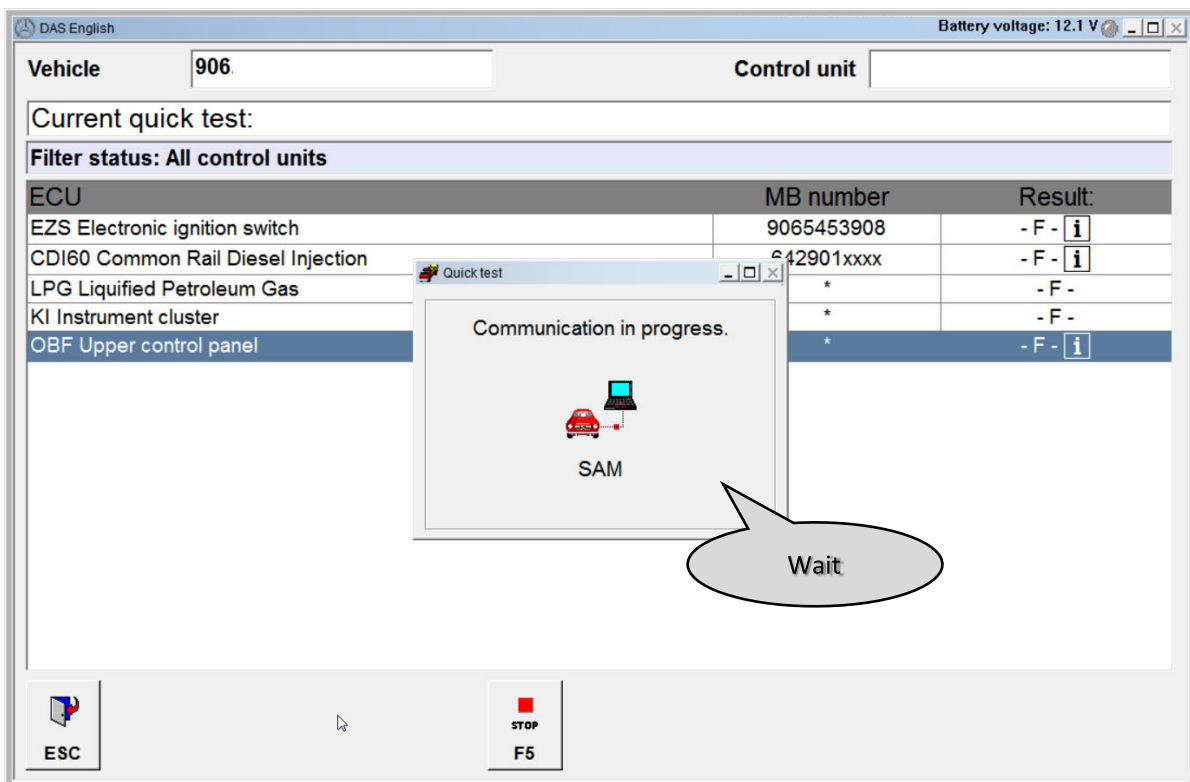 DAS English Battery voltage: 12.1 V
Vehicle 906. Control unit
Current quick test:
Filter status: All control units
ECU MB number Result:
EZS Electronic ignition switch 9065453908 - F - i
CDI60 Common Rail Diesel Injection 642901xxxx - F - i
LPG Liquified Petroleum Gas * - F -
KI Instrument cluster * - F -
OBF Upper control panel * - F - i
Quick test
Communication in progress.
SAM
Wait
STOP
ESC F5